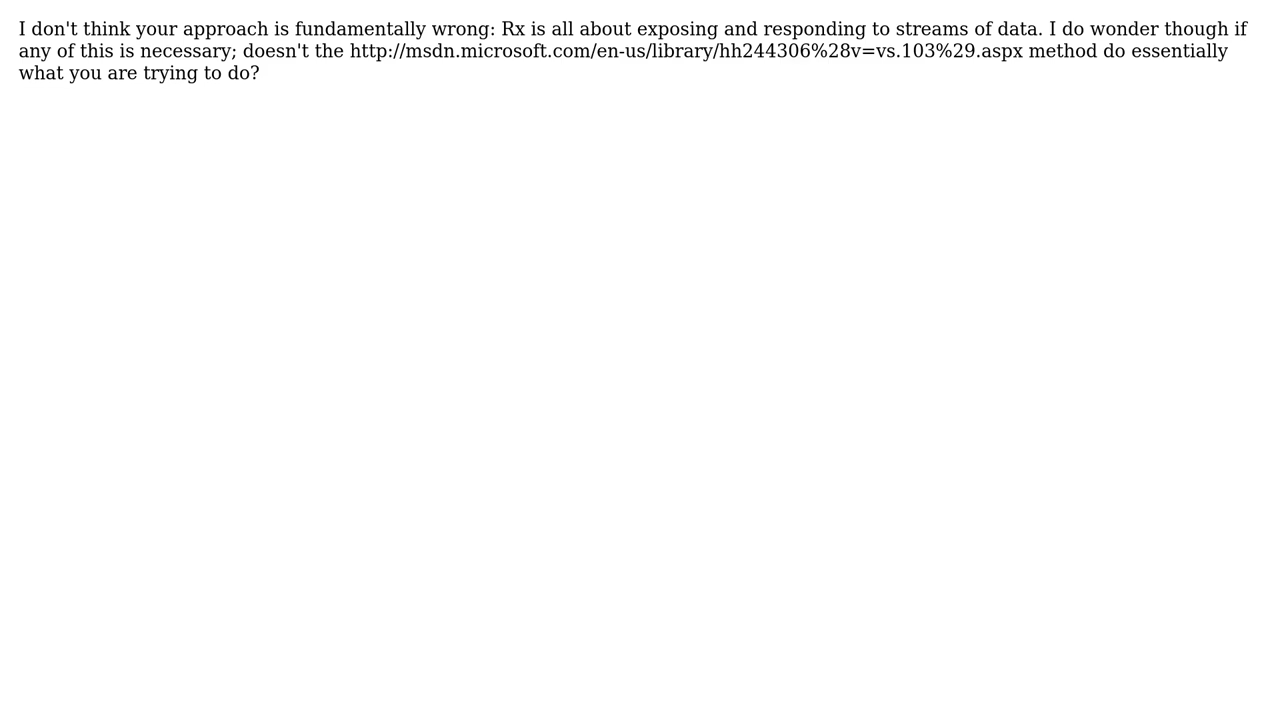 I don't think your approach is fundamentally wrong: Rx is all about exposing and responding to streams of data. I do wonder though if
any of this is necessary; doesn't the http://msdn.microsoft.com/en-us/library/hh244306%28v=vs.103%29.aspx method do essentially
what you are trying to do?